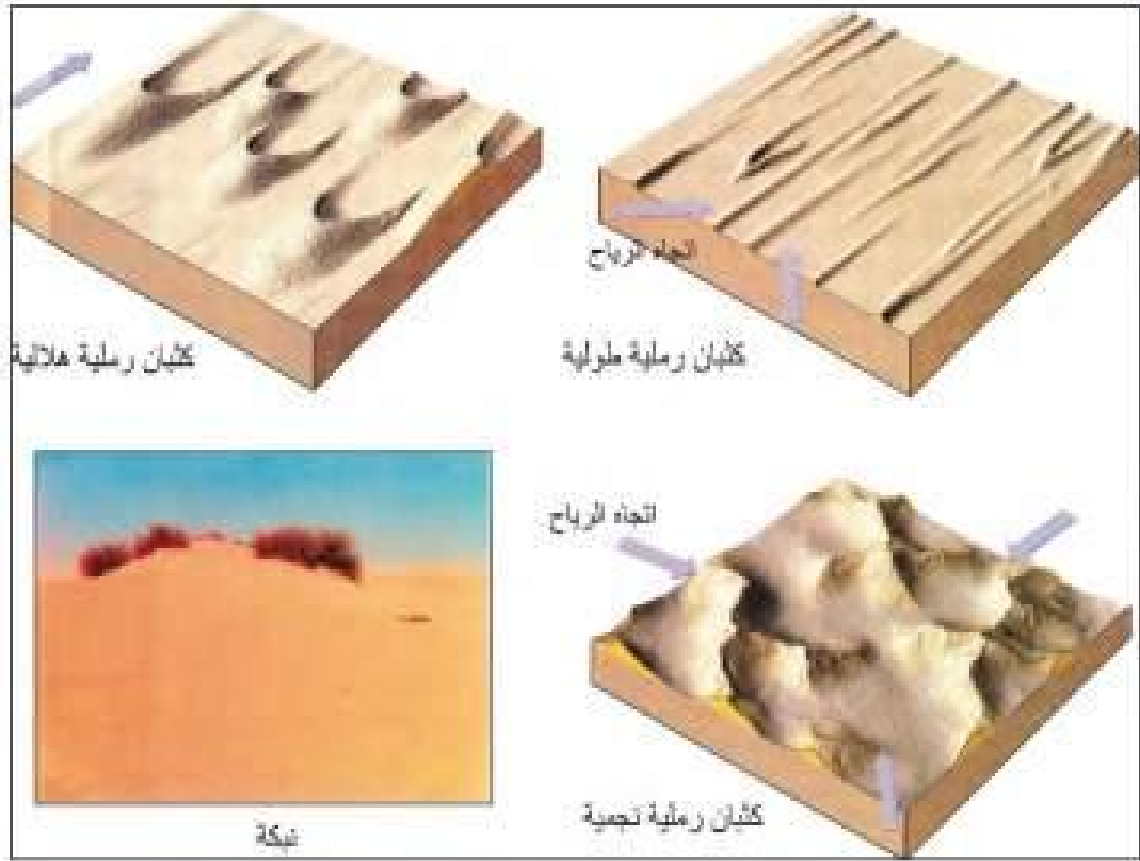 اتجاه الرياح
كثبان رملية طولية
كثبان رملية هلالية
اتجاه الرياح
كثبان رملية نجمية
نبكة